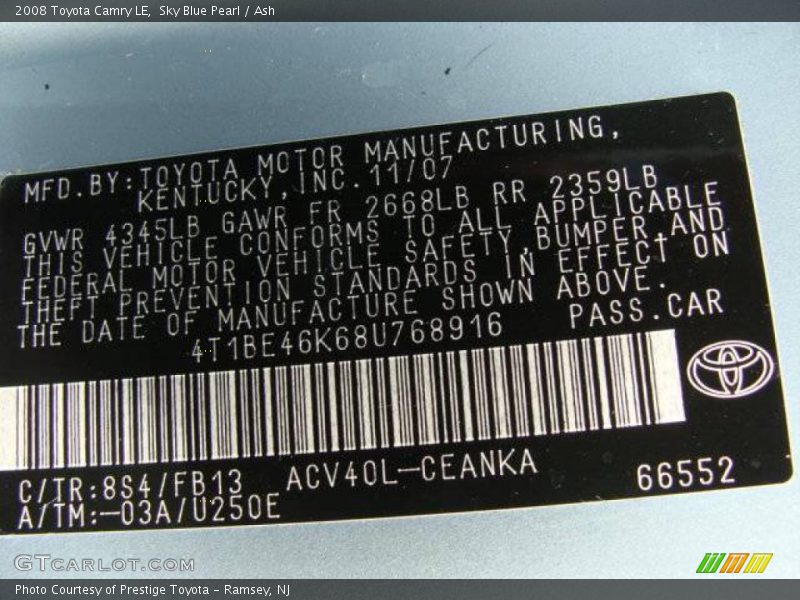 2008 Toyota Camry LE,  Sky Blue Pearl / Ash
MFD.BY:TOYOTA MOTOR MANUFACTURING,
KENTUCKY,INC.11/07
GVWR 4345LB GAWR FR 2668LB RR 2359LB
THIS VEHICLE CONFORMS TO ALL APPLICABLE
FEDERAL MOTOR VEHICLE SAFETY,BUMPER,AND
THEFT PREVENTION STANDARDS IN EFFECT ON
THE DATE OF MANUFACTURE SHOWN ABOVE.
4T1BE46K68U768916 PASS.CAR
C/TR:8S4/FB13 ACV40L-CEANKA 66552
A/TM:-03A/U250E
GTCARLOT.COM
Photo Courtesy of Prestige Toyota - Ramsey, NJ